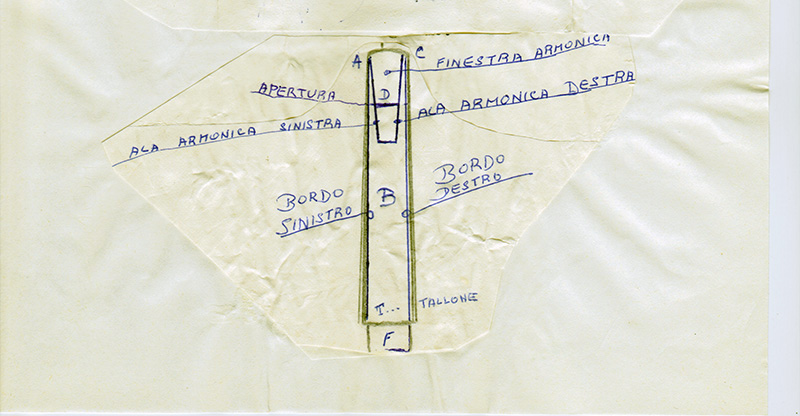 A
C
FINESTRA ARMONICA
APERTURA
D
ALA ARMONICA DESTRA
ALA ARMONICA SINISTRA
BORDO
SINISTRO
B
BORDO
DESTRO
T...
TALLONE
F